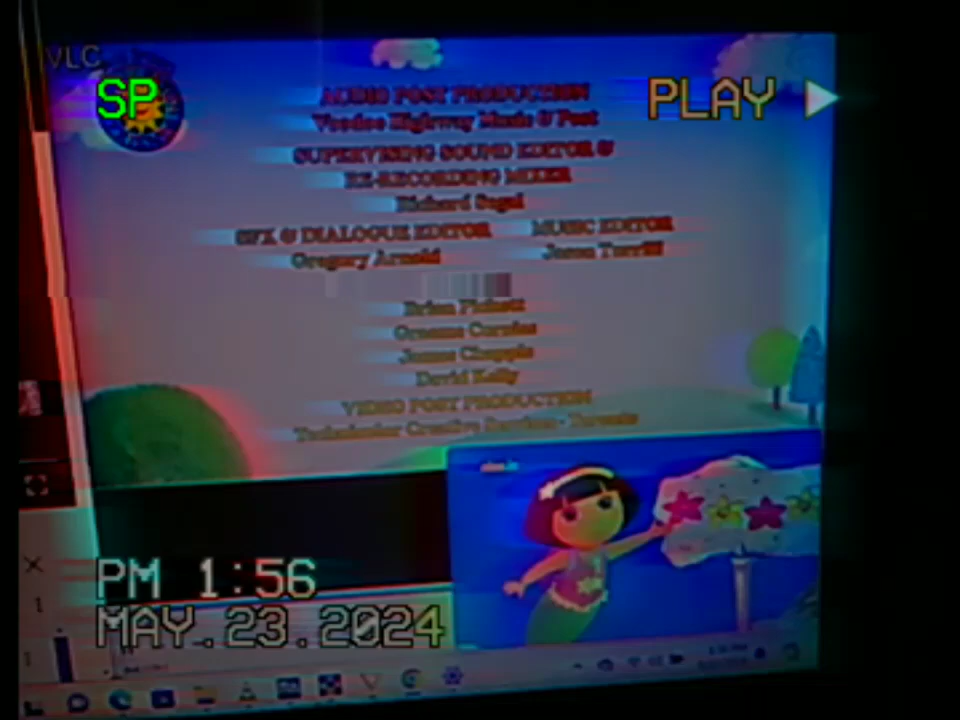 VLC
SP
PLAY
AUDIO POST PRODUCTION
Voodoo Highway Music & Post
SUPERVISING SOUND EDITOR &
RE-RECORDING MIXER
Richard Segal
SFX & DIALOGUE EDITOR
MUSIC EDITOR
Gregory Arnold
Brian Pickett
Graeme Cornies
James Chapple
David Kelly
VIDEO POST PRODUCTION
Technicolor Creative Services - Toronto
PM 1:56
MAY.23.2024